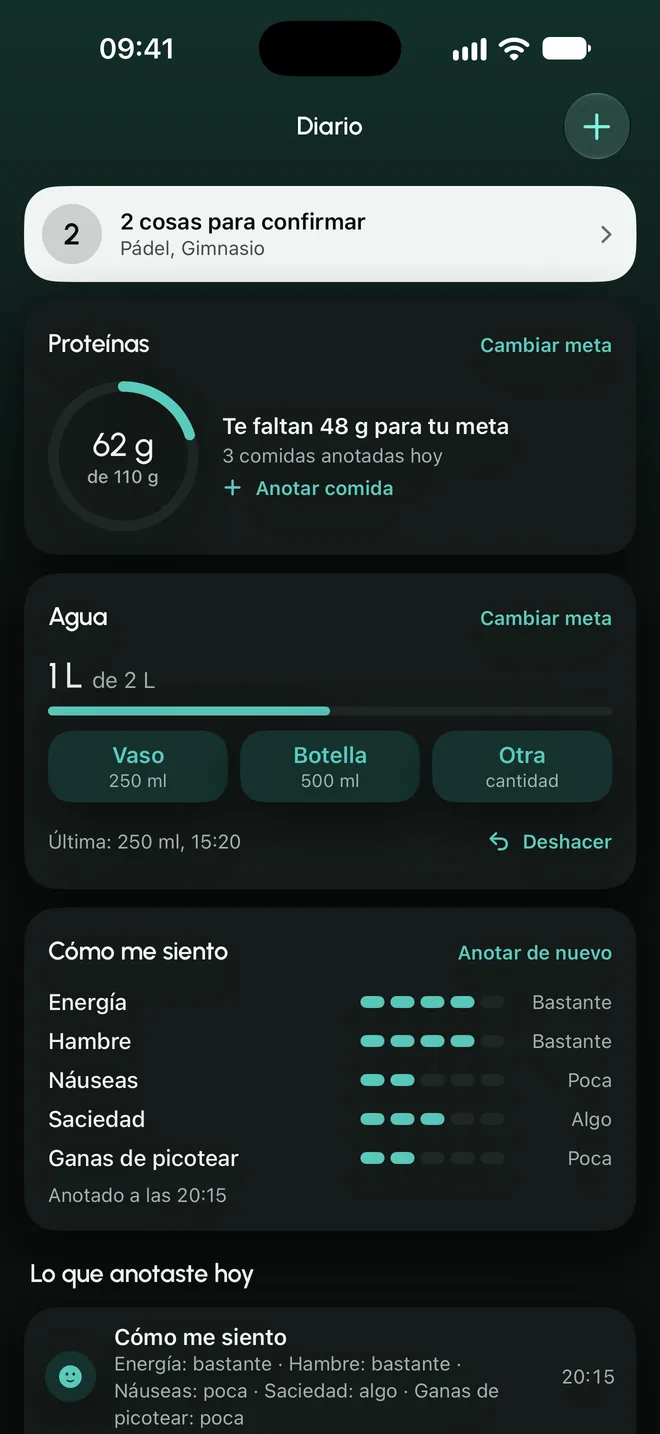 09:41
Diario
2
2 cosas para confirmar
Pádel, Gimnasio
Proteínas
Cambiar meta
62 g
de 110 g
Te faltan 48 g para tu meta
3 comidas anotadas hoy
+ Anotar comida
Agua
Cambiar meta
1 L de 2 L
Vaso
250 ml
Botella
500 ml
Otra
cantidad
Última: 250 ml, 15:20
Deshacer
Cómo me siento
Anotar de nuevo
Energía
Bastante
Hambre
Bastante
Náuseas
Poca
Saciedad
Algo
Ganas de picotear
Poca
Anotado a las 20:15
Lo que anotaste hoy
Cómo me siento
Energía: bastante · Hambre: bastante ·
Náuseas: poca · Saciedad: algo · Ganas de
picotear: poca
20:15